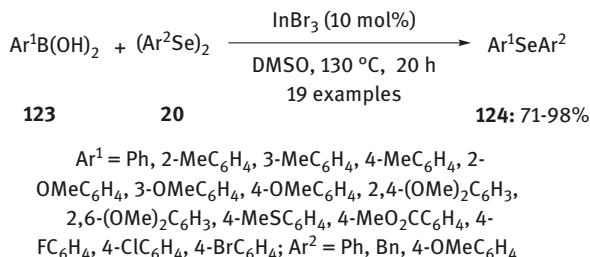 InBr₃ (10 mol%)
Ar¹B(OH)₂ + (Ar²Se)₂ → Ar¹SeAr²
DMSO, 130 °C, 20 h
19 examples
123 20 124: 71-98%
Ar¹ = Ph, 2-MeC₆H₄, 3-MeC₆H₄, 4-MeC₆H₄, 2-
OMeC₆H₄, 3-OMeC₆H₄, 4-OMeC₆H₄, 2,4-(OMe)₂C₆H₃,
2,6-(OMe)₂C₆H₃, 4-MeSC₆H₄, 4-MeO₂CC₆H₄, 4-
FC₆H₄, 4-ClC₆H₄, 4-BrC₆H₄; Ar² = Ph, Bn, 4-OMeC₆H₄